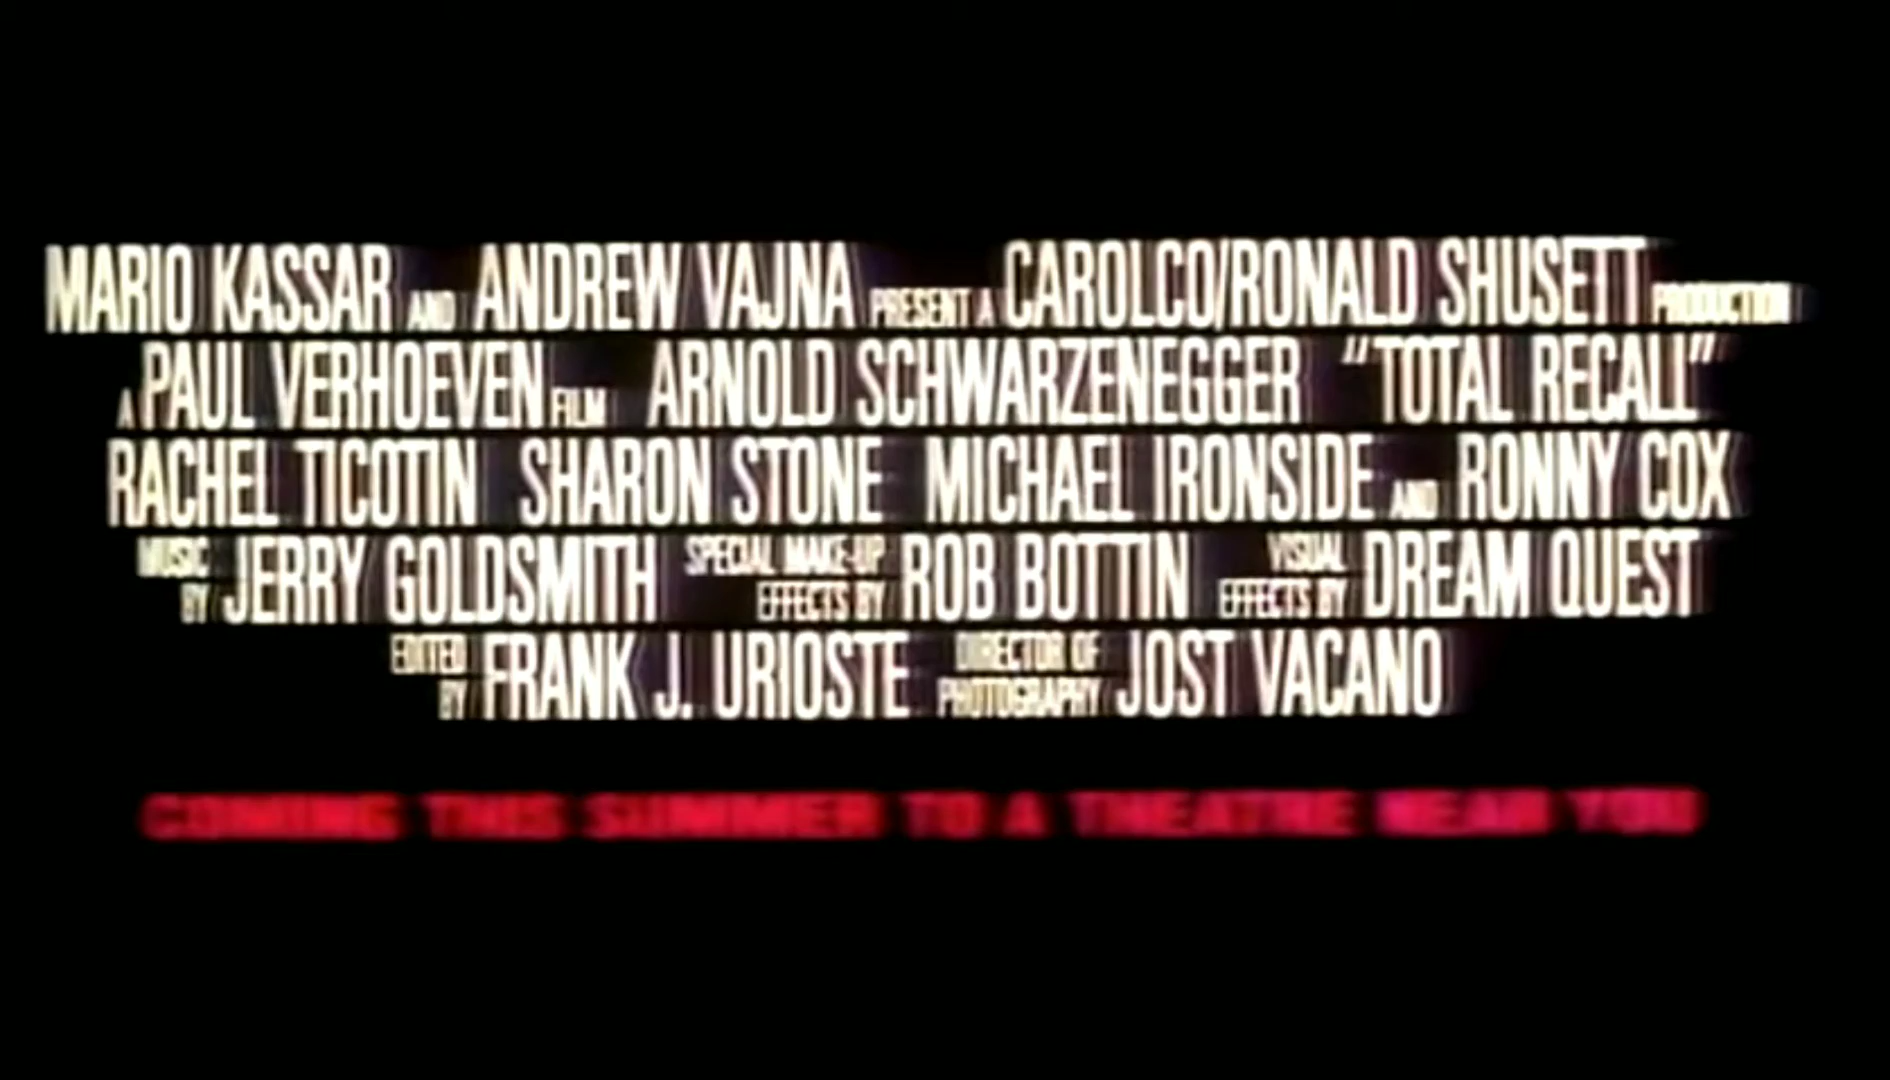 MARIO KASSAR AND ANDREW VAJNA PRESENT A CAROLCO/RONALD SHUSETT PRODUCTION
A PAUL VERHOEVEN FILM ARNOLD SCHWARZENEGGER "TOTAL RECALL"
RACHEL TICOTIN SHARON STONE MICHAEL IRONSIDE AND RONNY COX
MUSIC BY JERRY GOLDSMITH SPECIAL MAKE-UP EFFECTS BY ROB BOTTIN VISUAL EFFECTS BY DREAM QUEST
EDITED BY FRANK J. URIOSTE DIRECTOR OF PHOTOGRAPHY JOST VACANO
COMING THIS SUMMER TO A THEATRE NEAR YOU